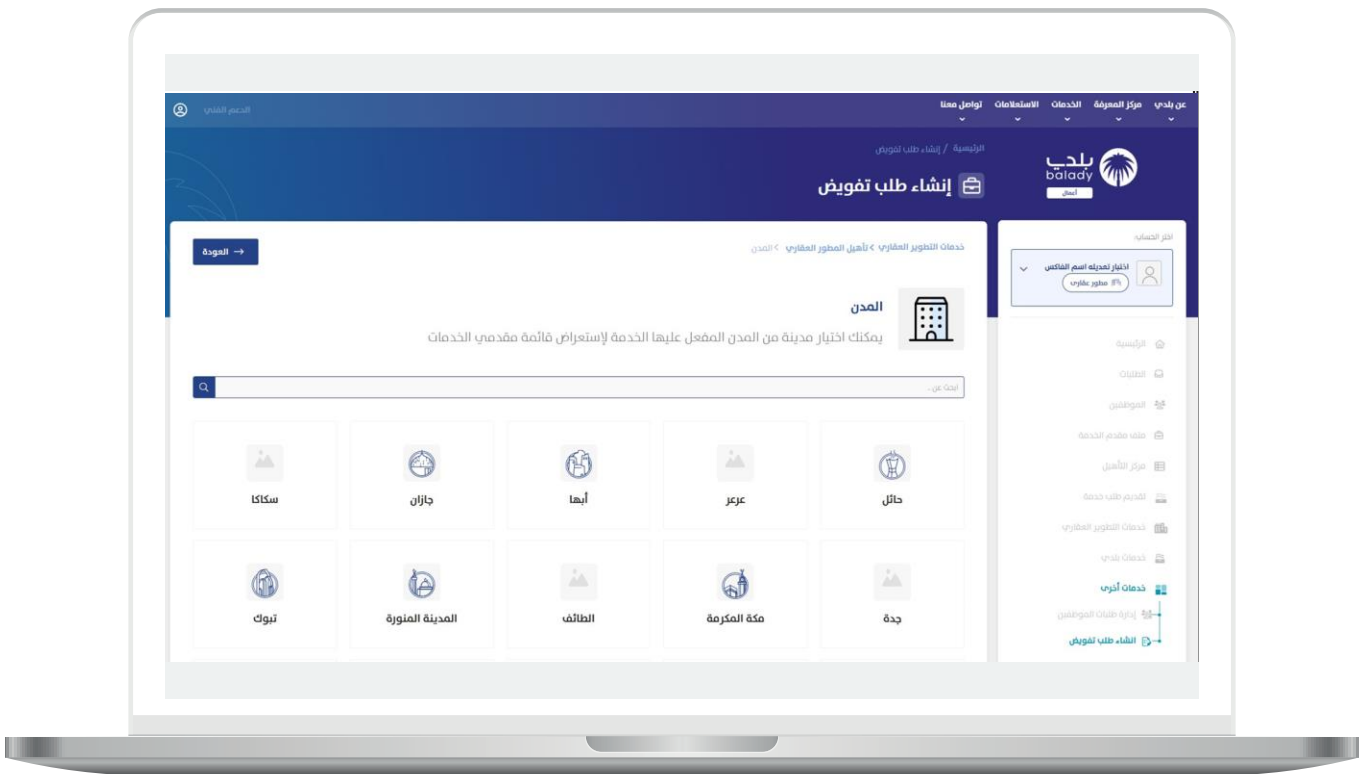 عن بلدي مركز المعرفة الخدمات الاستعلامات تواصل معنا
الدعم الفني
بلدي
balady
أعمال
الرئيسية / إنشاء طلب تفويض
إنشاء طلب تفويض
اختر الحساب:
اختيار تعديله اسم الفاكس
مطور عقاري
الرئيسية
الطلبات
الموظفين
ملف مقدم الخدمة
مركز التأهيل
تقديم طلب خدمة
خدمات التطوير العقاري
خدمات بلدي
خدمات أخرى
إدارة طلبات الموظفين
انشاء طلب تفويض
خدمات التطوير العقاري > تأهيل المطور العقاري > المدن
العودة →
المدن
يمكنك اختيار مدينة من المدن المفعل عليها الخدمة لإستعراض قائمة مقدمي الخدمات
ابحث عن..
حائل عرعر أبها جازان سكاكا
جدة مكة المكرمة الطائف المدينة المنورة تبوك